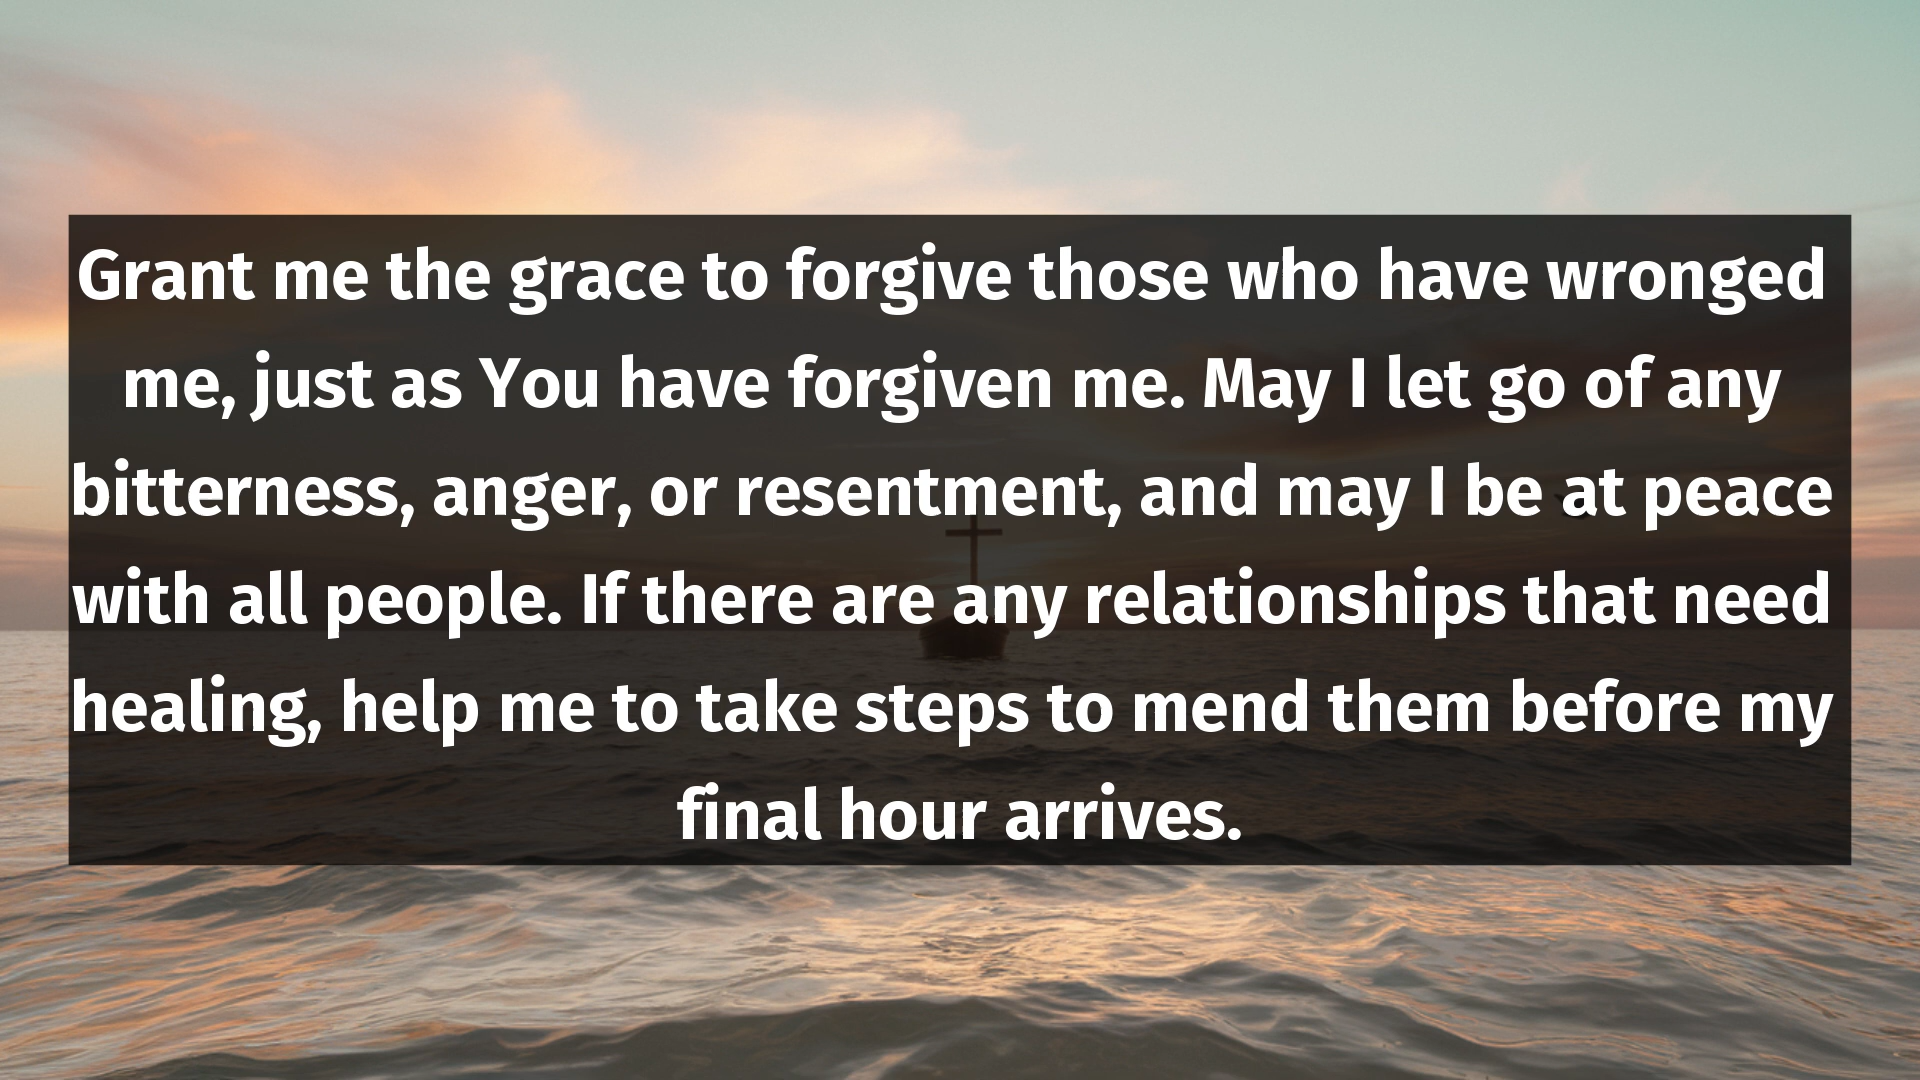 Grant me the grace to forgive those who have wronged
me, just as You have forgiven me. May I let go of any
bitterness, anger, or resentment, and may I be at peace
with all people. If there are any relationships that need
healing, help me to take steps to mend them before my
final hour arrives.